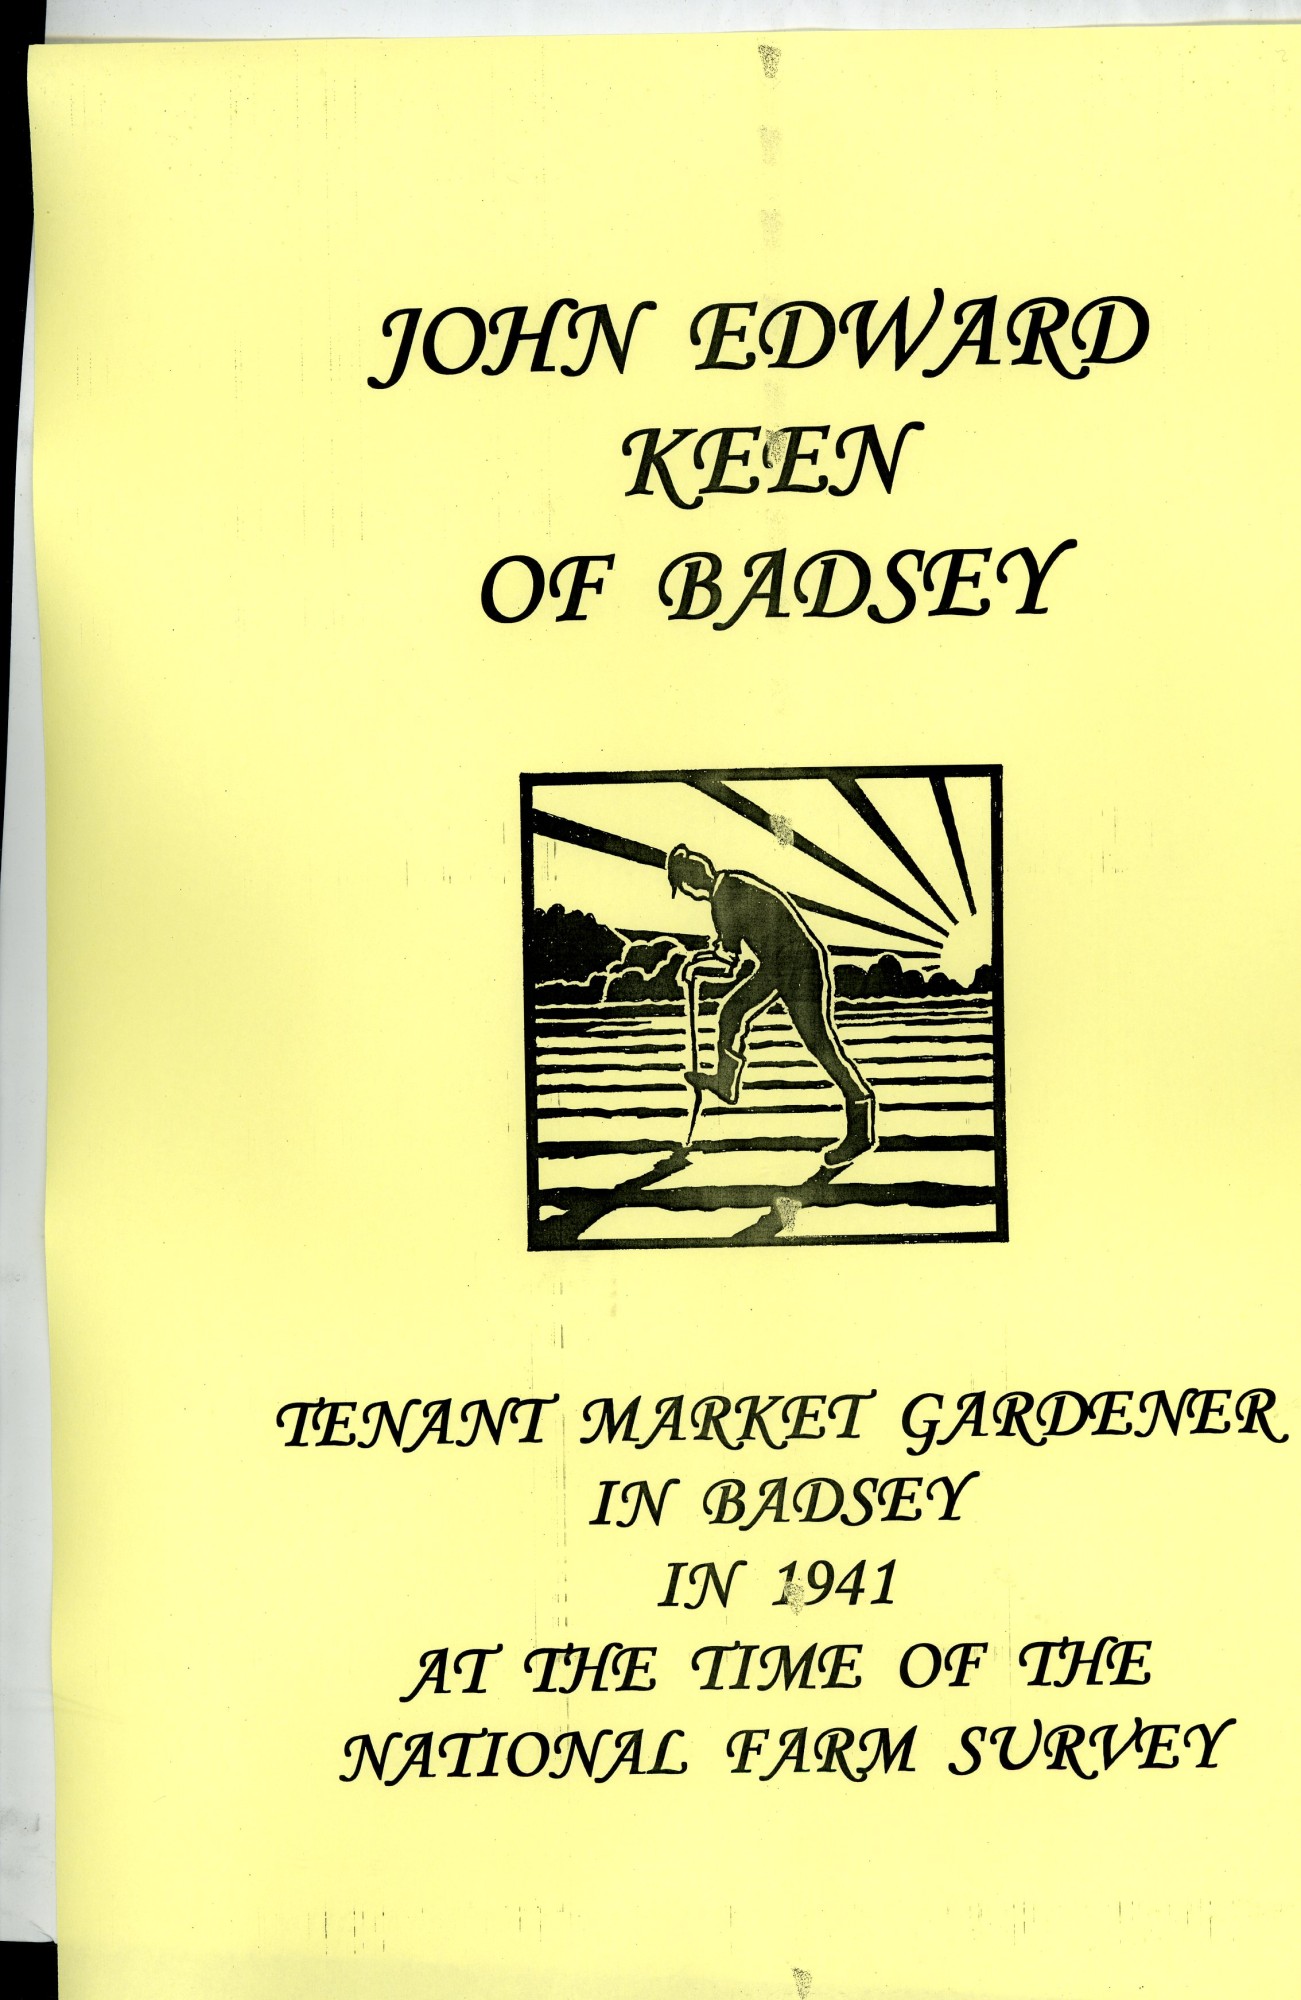 JOHN EDWARD
KEEN
OF BADSEY
TENANT MARKET GARDENER
IN BADSEY
IN 1941
AT THE TIME OF THE
NATIONAL FARM SURVEY